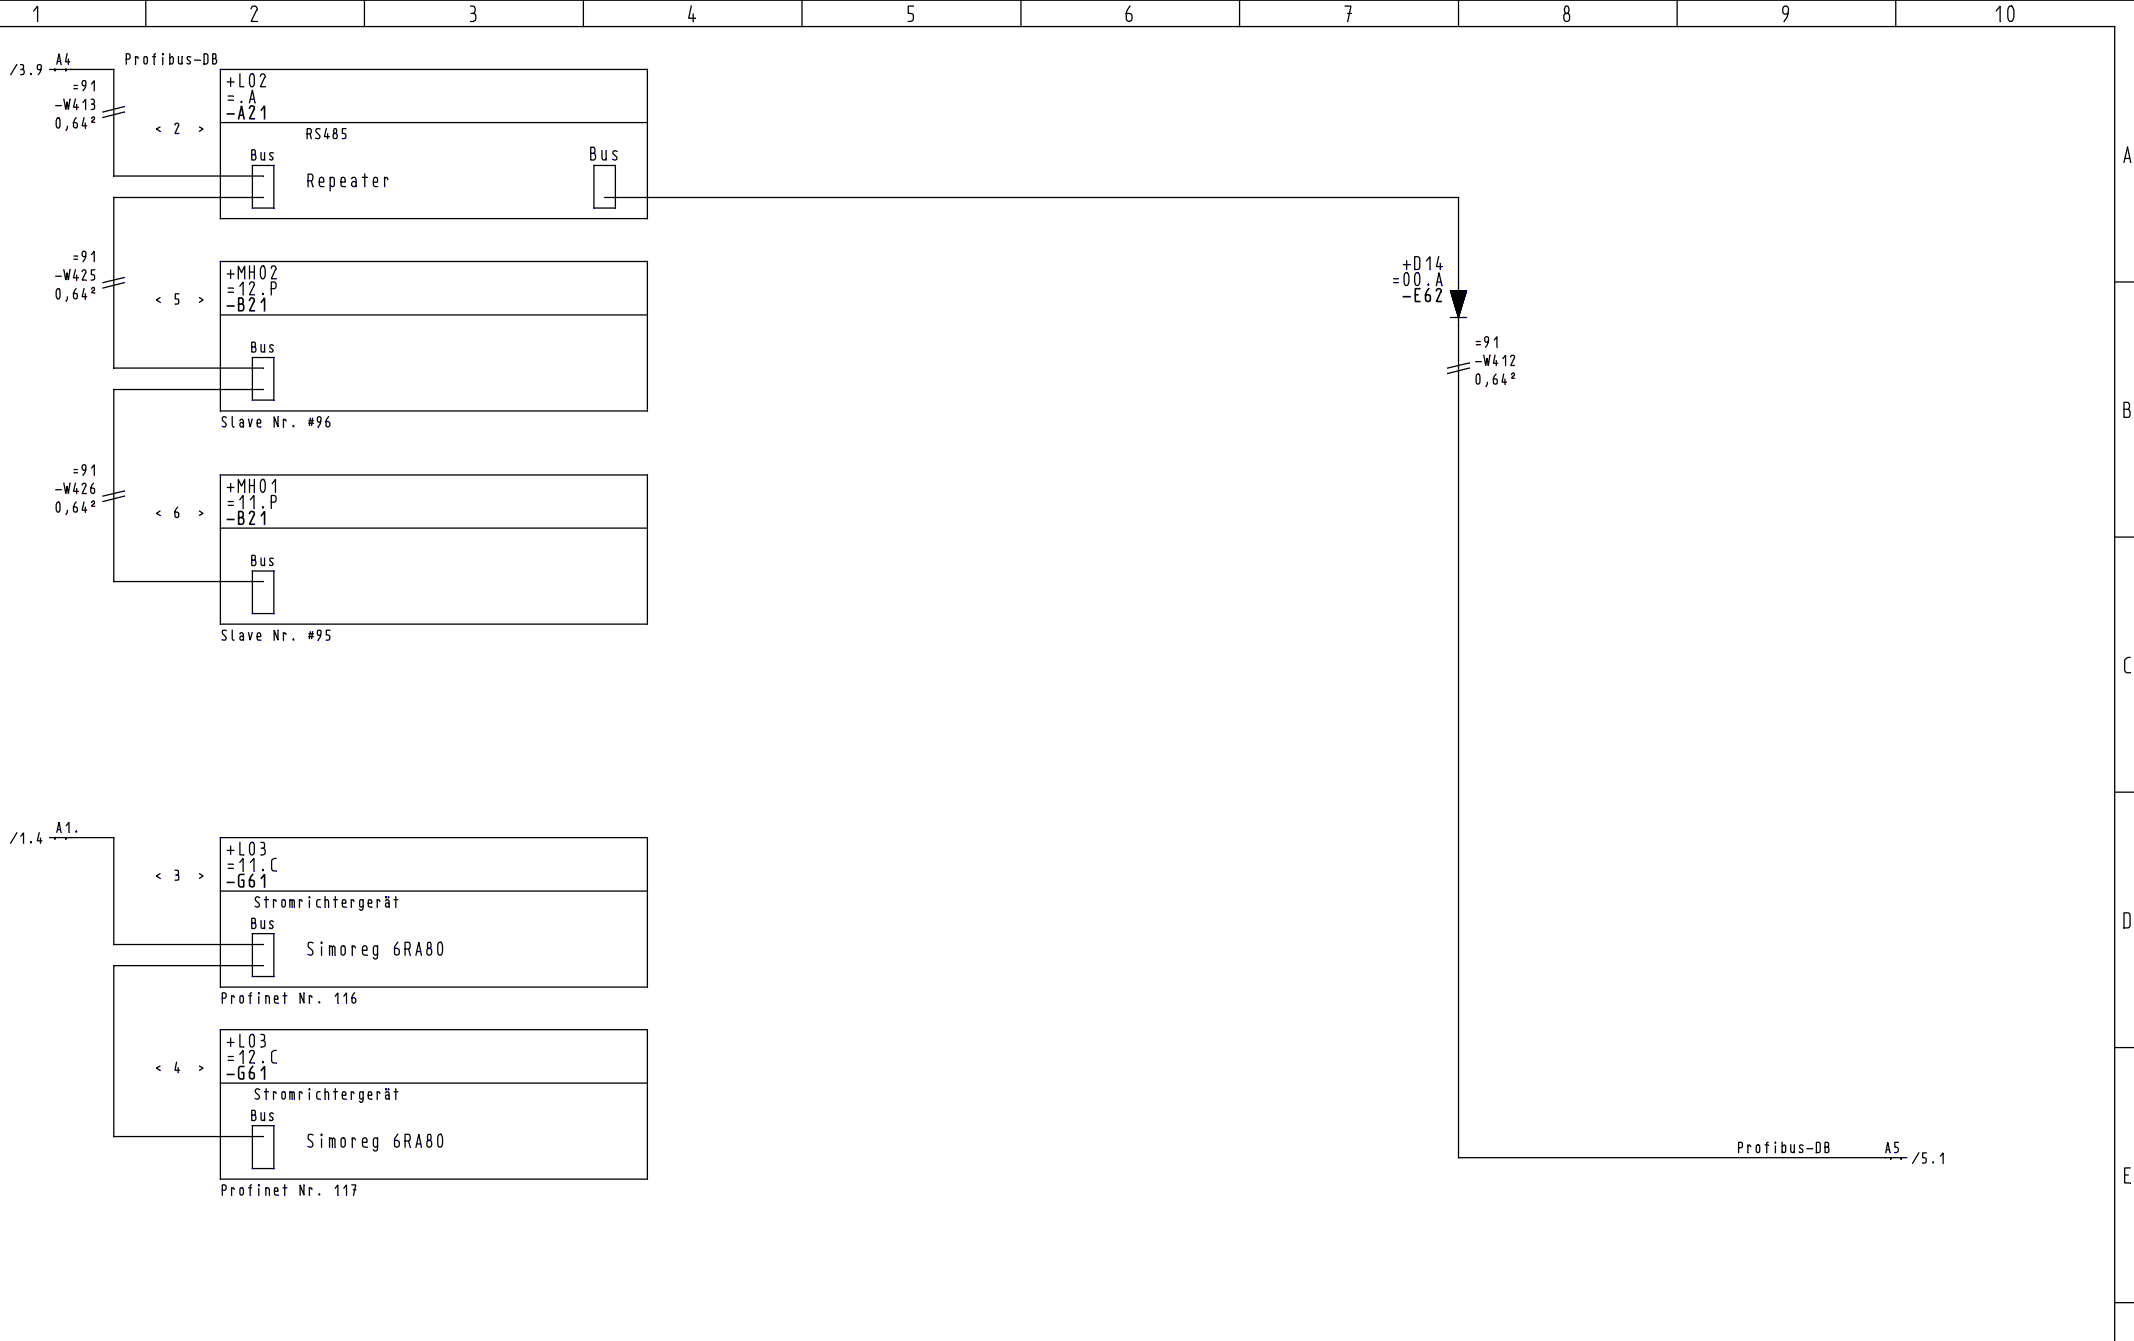 1 2 3 4 5 6 7 8 9 10
/3.9 A4 Profibus-DB
=91
-W413
0,64²
< 2 >
+L02
=.A
-A21
RS485
Bus
Repeater
Bus
A
=91
-W425
0,64²
< 5 >
+MH02
=12.P
-B21
Bus
Slave Nr. #96
+D14
=00.A
-E62
=91
-W412
0,64²
B
=91
-W426
0,64²
< 6 >
+MH01
=11.P
-B21
Bus
Slave Nr. #95
C
/1.4 A1.
< 3 >
+L03
=11.C
-G61
Stromrichtergerät
Bus
Simoreg 6RA80
Profinet Nr. 116
D
< 4 >
+L03
=12.C
-G61
Stromrichtergerät
Bus
Simoreg 6RA80
Profinet Nr. 117
Profibus-DB A5 /5.1
E